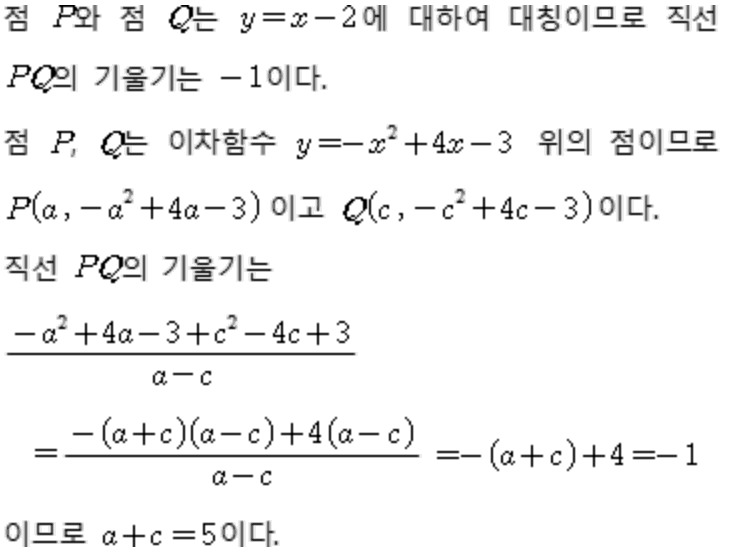 점 P와 점 Q는 y=x-2에 대하여 대칭이므로 직선
PQ의 기울기는 -1이다.
점 P, Q는 이차함수 y=-x²+4x-3 위의 점이므로
P(a, -a²+4a-3) 이고 Q(c, -c²+4c-3)이다.
직선 PQ의 기울기는
(-a²+4a-3+c²-4c+3)/(a-c)
=(-(a+c)(a-c)+4(a-c))/(a-c) =-(a+c)+4=-1
이므로 a+c=5이다.